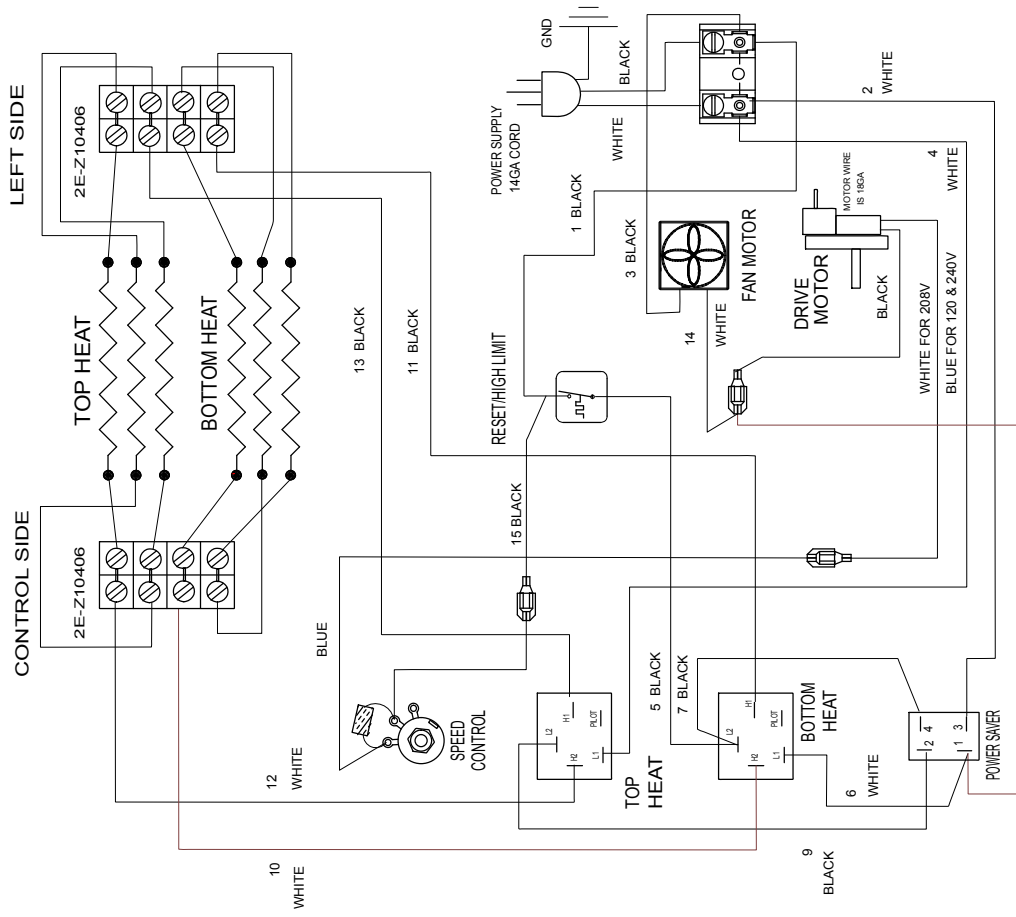 LEFT SIDE
2E-Z10406
CONTROL SIDE
2E-Z10406
TOP HEAT
BOTTOM HEAT
POWER SUPPLY
14GA CORD
GND
BLACK
WHITE
1 BLACK
3 BLACK
2
WHITE
4
WHITE
FAN MOTOR
14
WHITE
DRIVE
MOTOR
MOTOR WIRE
IS 18GA
BLACK
WHITE FOR 208V
BLUE FOR 120 & 240V
13 BLACK
11 BLACK
RESET/HIGH LIMIT
15 BLACK
BLUE
SPEED
CONTROL
12
WHITE
10
WHITE
TOP
HEAT
L2
H1
H2
L1
PILOT
5 BLACK
7 BLACK
BOTTOM
HEAT
L2
H1
H2
L1
PILOT
6
WHITE
9
BLACK
2
4
1
3
POWER SAVER